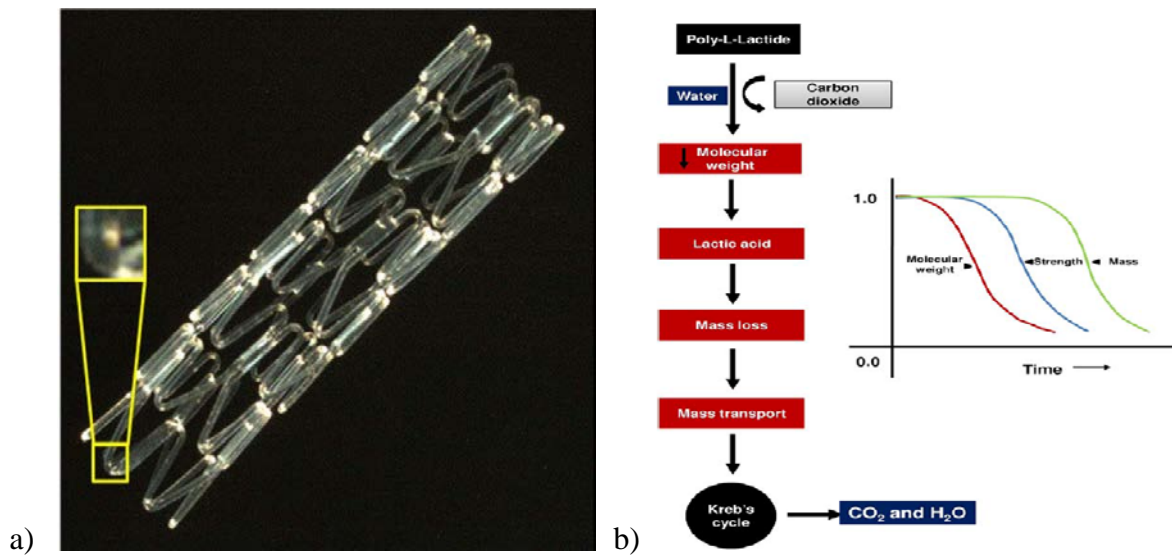 Poly-L-Lactide
Water
Carbon
dioxide
↓ Molecular
weight
Lactic acid
Mass loss
Mass transport
Kreb's
cycle
CO₂ and H₂O
1.0
Molecular
weight
Strength
Mass
0.0
Time
a)
b)